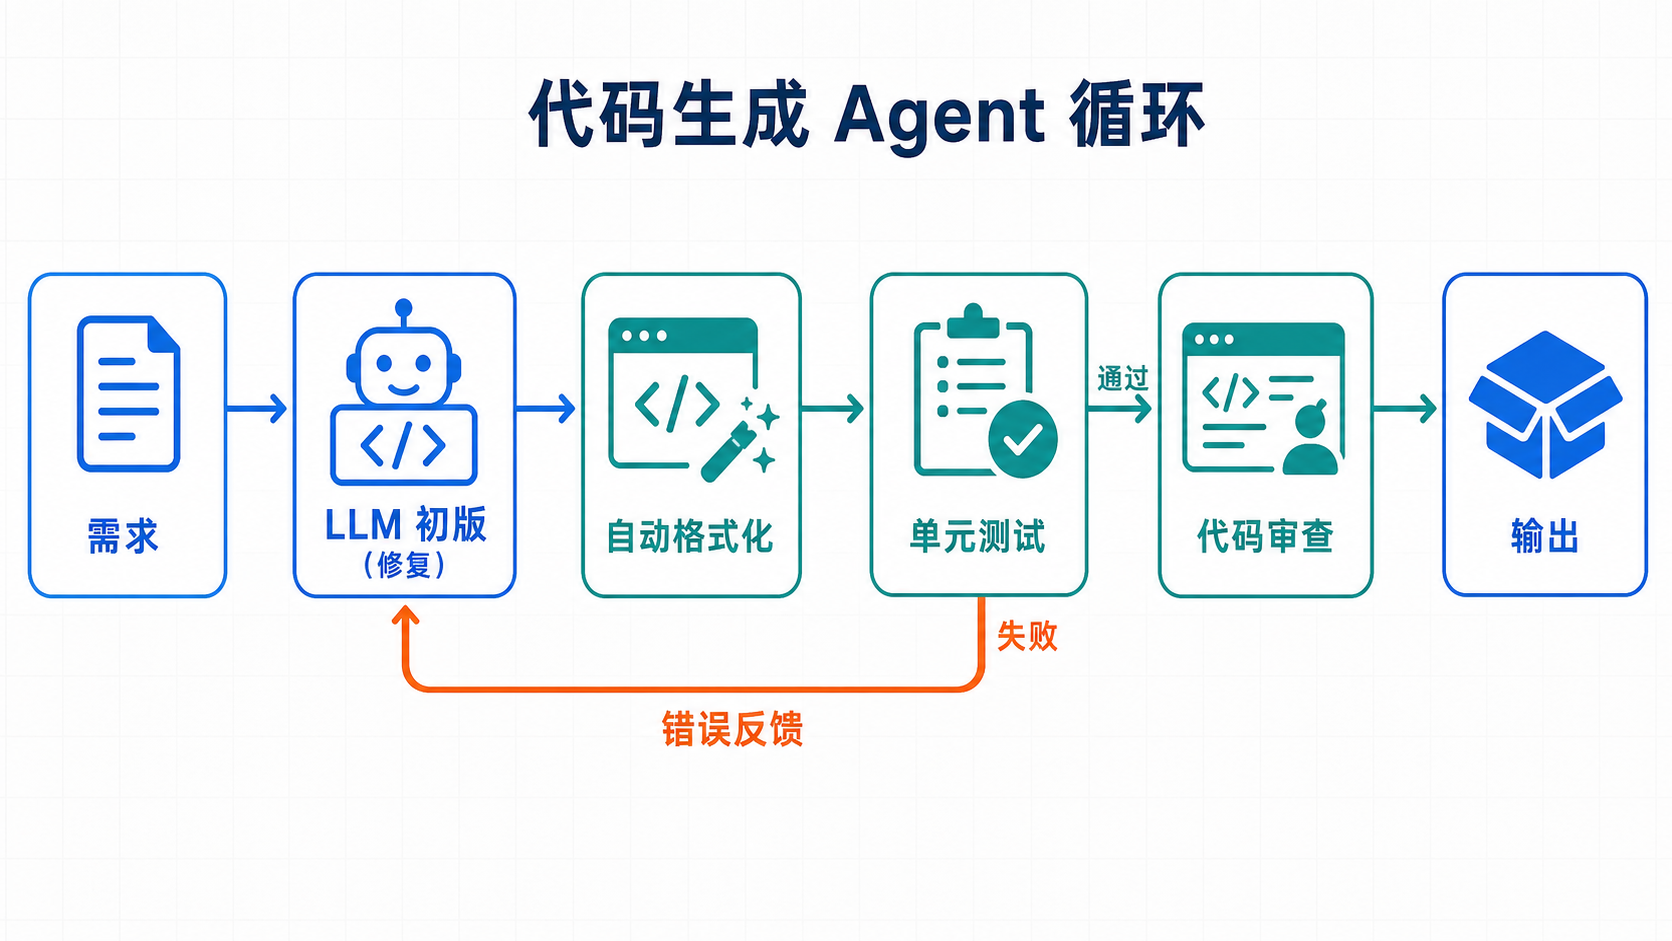 代码生成 Agent 循环
需求
LLM 初版
（修复）
自动格式化
单元测试
通过
代码审查
输出
失败
错误反馈